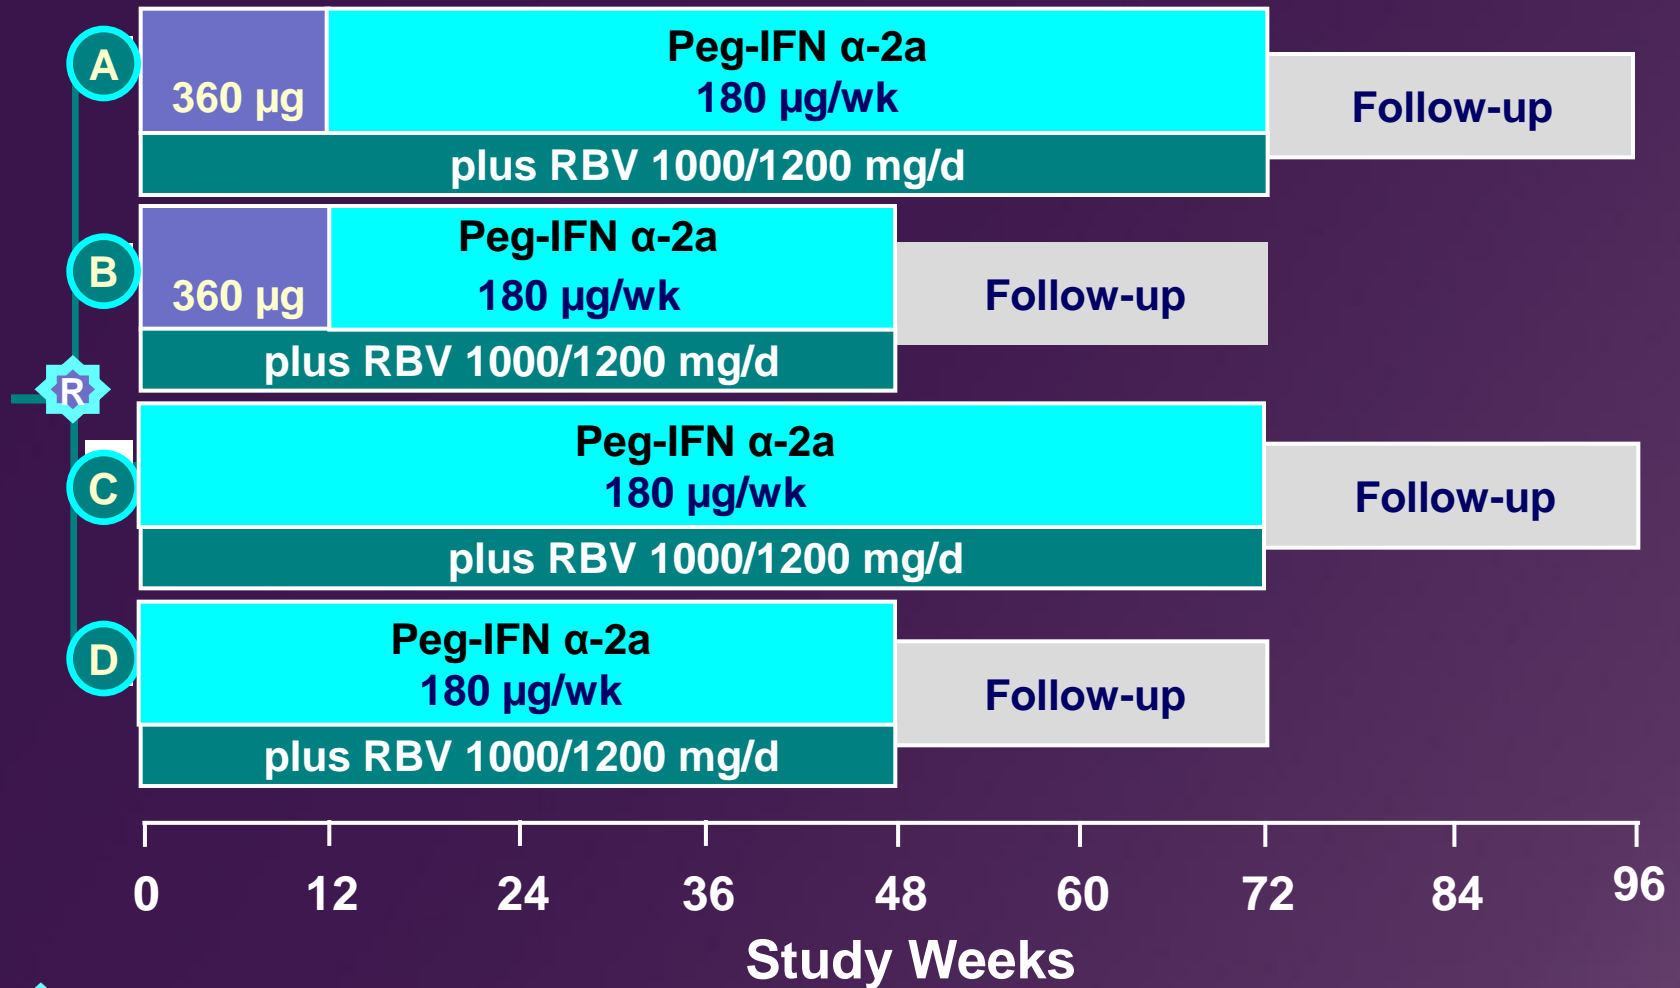 A
360 µg
Peg-IFN α-2a
180 µg/wk
Follow-up
plus RBV 1000/1200 mg/d
B
360 µg
Peg-IFN α-2a
180 µg/wk
Follow-up
plus RBV 1000/1200 mg/d
R
C
Peg-IFN α-2a
180 µg/wk
Follow-up
plus RBV 1000/1200 mg/d
D
Peg-IFN α-2a
180 µg/wk
Follow-up
plus RBV 1000/1200 mg/d
0 12 24 36 48 60 72 84 96
Study Weeks